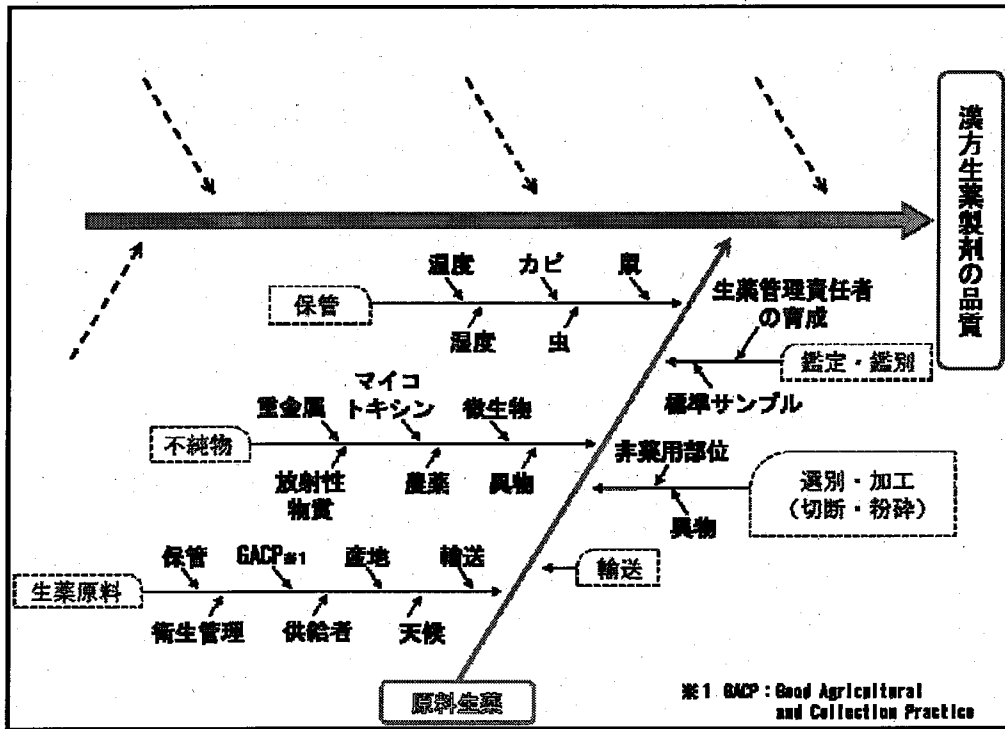 漢方生薬製剤の品質
温度
カビ
鼠
保管
湿度
虫
生薬管理責任者
の育成
鑑定・鑑別
標準サンプル
重金属
マイコ
トキシン
微生物
不純物
放射性
物質
農薬
異物
非薬用部位
選別・加工
(切断・粉砕)
異物
輸送
保管
GACP※1
産地
輸送
生薬原料
衛生管理
供給者
天候
原料生薬
※1 GACP:Good Agricultural
and Collection Practice